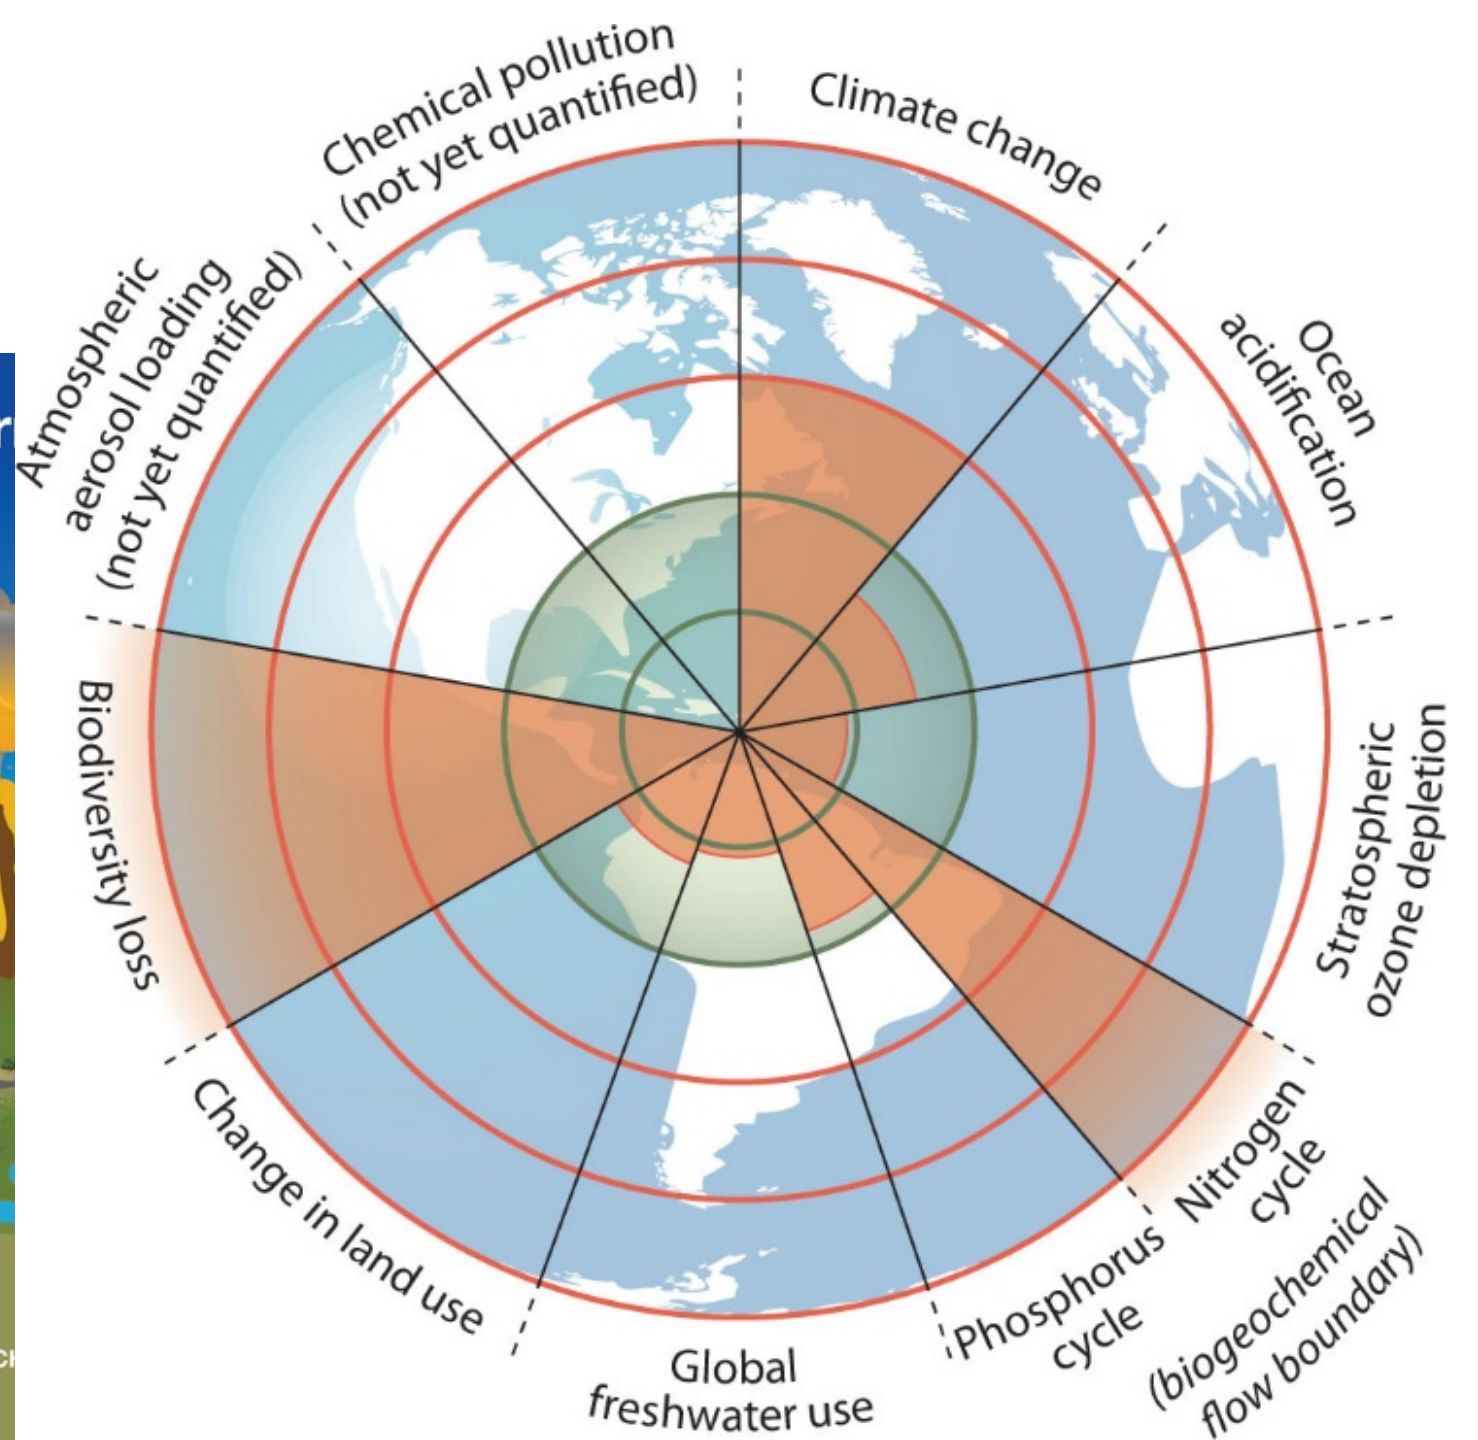 Chemical pollution
(not yet quantified)
Climate change
Ocean
acidification
Stratospheric
ozone depletion
Nitrogen
cycle
Phosphorus
cycle
(biogeochemical
flow boundary)
Global
freshwater use
Change in land use
Biodiversity loss
Atmospheric
aerosol loading
(not yet quantified)